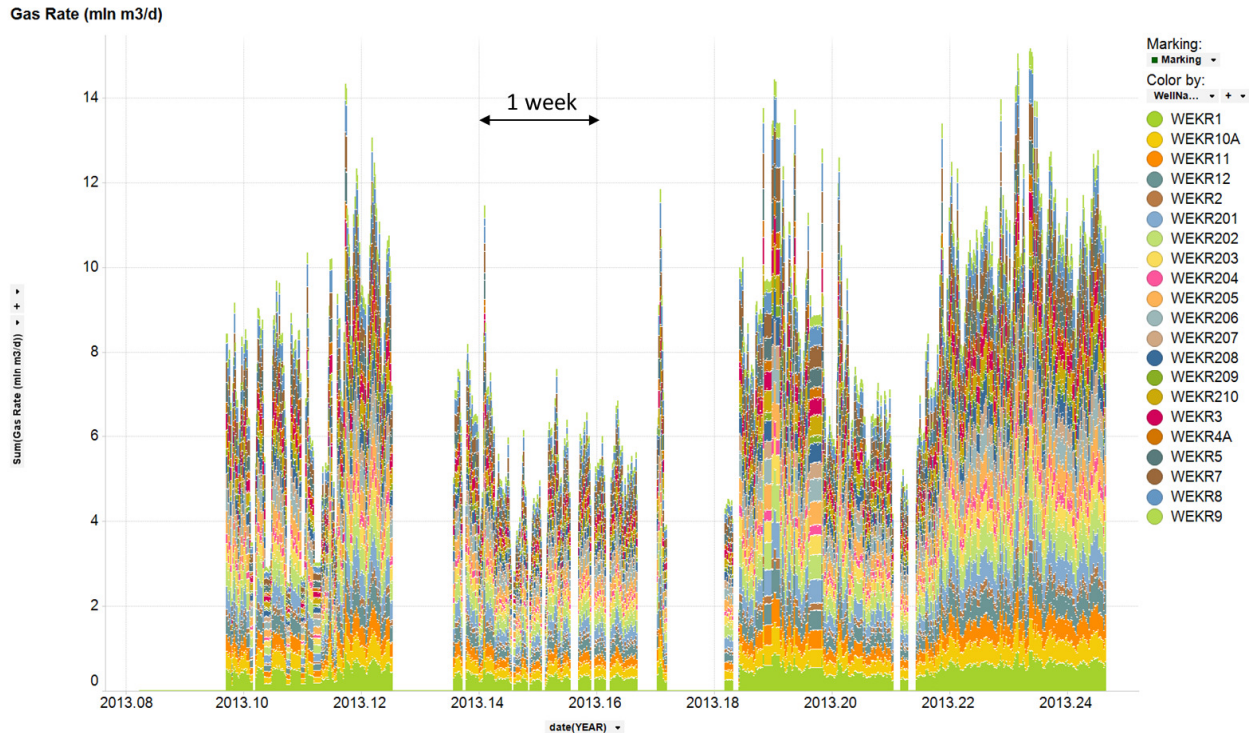 Gas Rate (mln m3/d)
1 week
14
12
10
8
6
4
2
0
Sum(Gas Rate (mln m3/d))
+
2013.08
2013.10
2013.12
2013.14
2013.16
2013.18
2013.20
2013.22
2013.24
date(YEAR)
Marking:
Marking
Color by:
WellNa... +
WEKR1
WEKR10A
WEKR11
WEKR12
WEKR2
WEKR201
WEKR202
WEKR203
WEKR204
WEKR205
WEKR206
WEKR207
WEKR208
WEKR209
WEKR210
WEKR3
WEKR4A
WEKR5
WEKR7
WEKR8
WEKR9